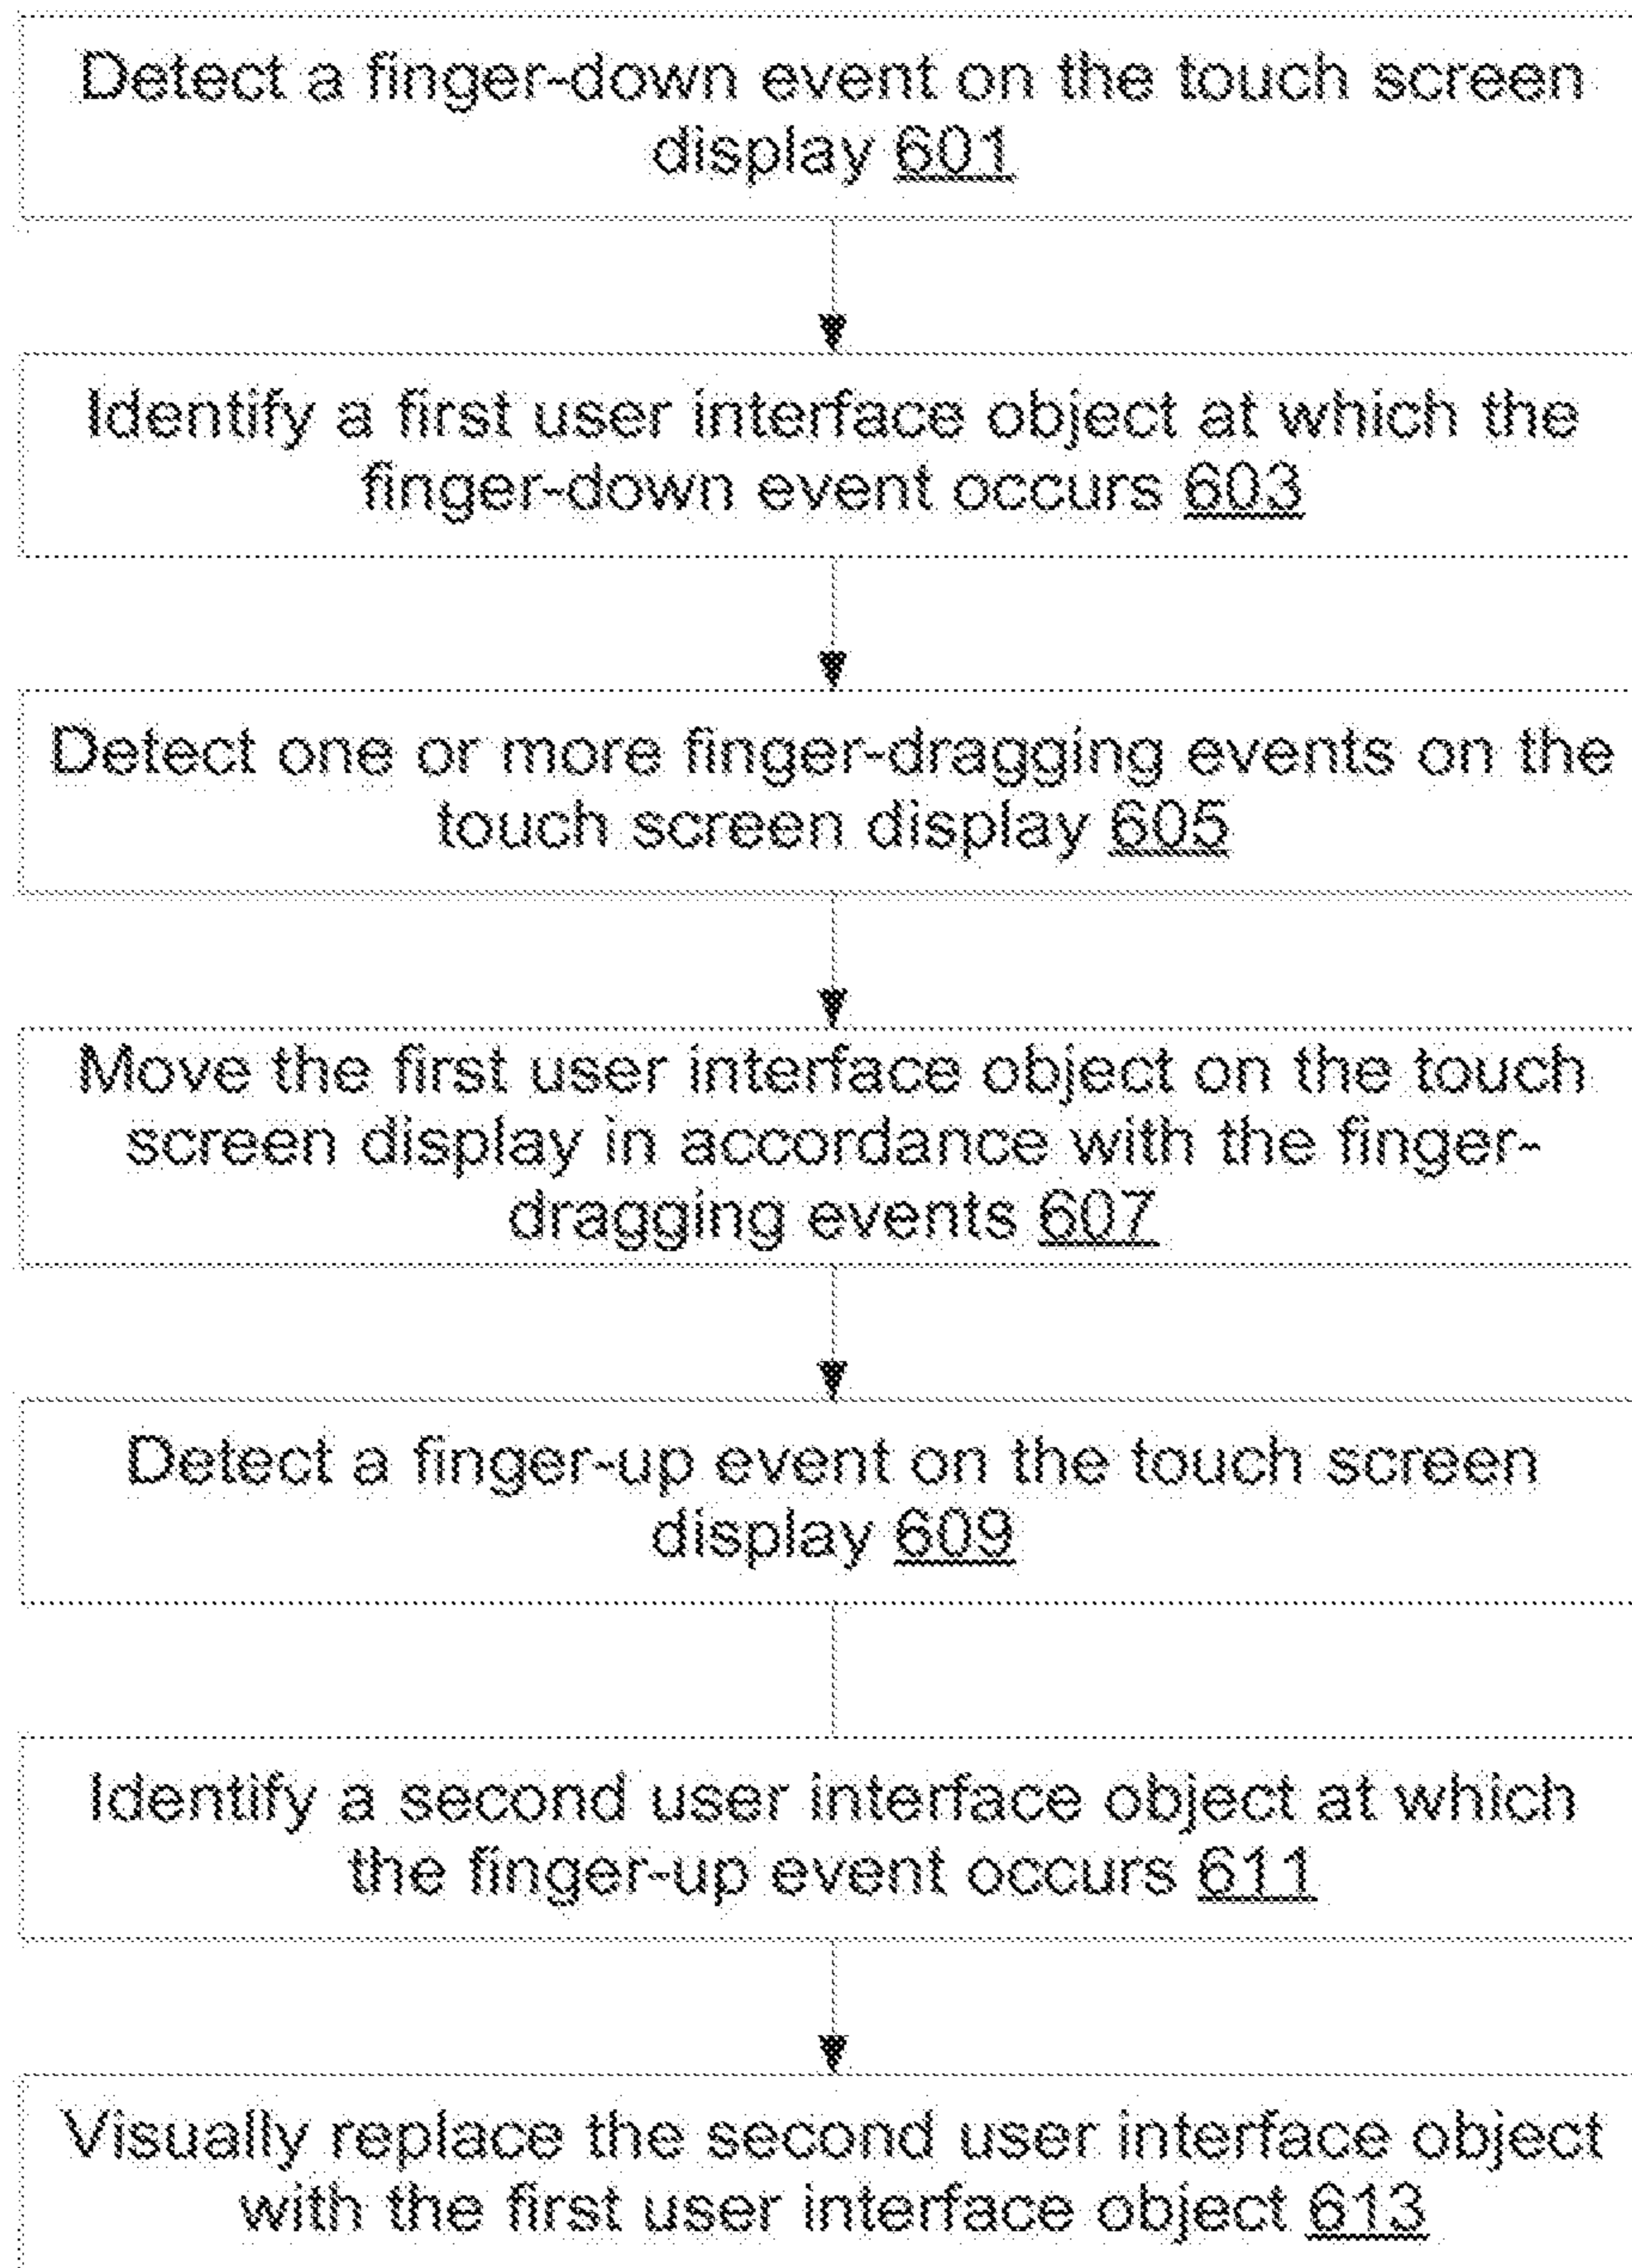 Detect a finger-down event on the touch screen
display 601
Identify a first user interface object at which the
finger-down event occurs 603
Detect one or more finger-dragging events on the
touch screen display 605
Move the first user interface object on the touch
screen display in accordance with the finger-
dragging events 607
Detect a finger-up event on the touch screen
display 609
Identify a second user interface object at which
the finger-up event occurs 611
Visually replace the second user interface object
with the first user interface object 613